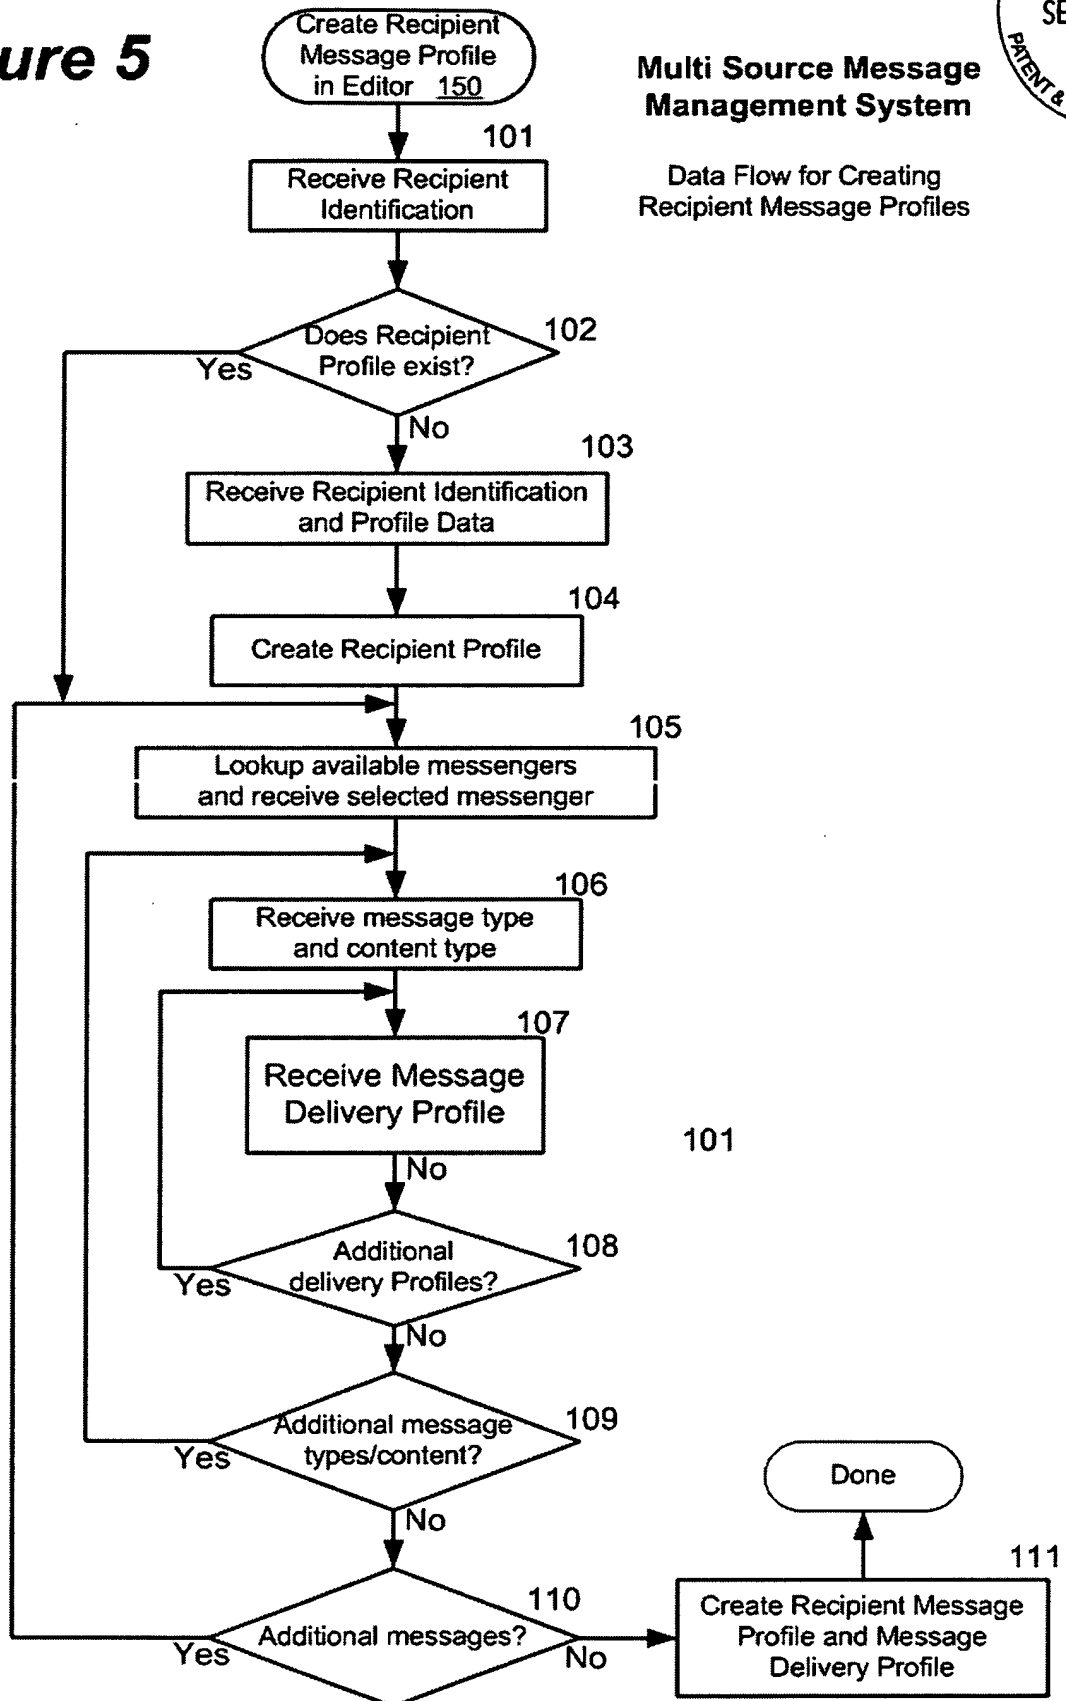 ure 5
Create Recipient
Message Profile
in Editor 150
Multi Source Message
Management System
Data Flow for Creating
Recipient Message Profiles
SE
PATENT &
101
Receive Recipient
Identification
102
Does Recipient
Profile exist?
Yes
No
103
Receive Recipient Identification
and Profile Data
104
Create Recipient Profile
105
Lookup available messengers
and receive selected messenger
106
Receive message type
and content type
107
Receive Message
Delivery Profile
101
No
108
Additional
delivery Profiles?
Yes
No
109
Additional message
types/content?
Yes
No
Done
110
Additional messages?
Yes
No
111
Create Recipient Message
Profile and Message
Delivery Profile